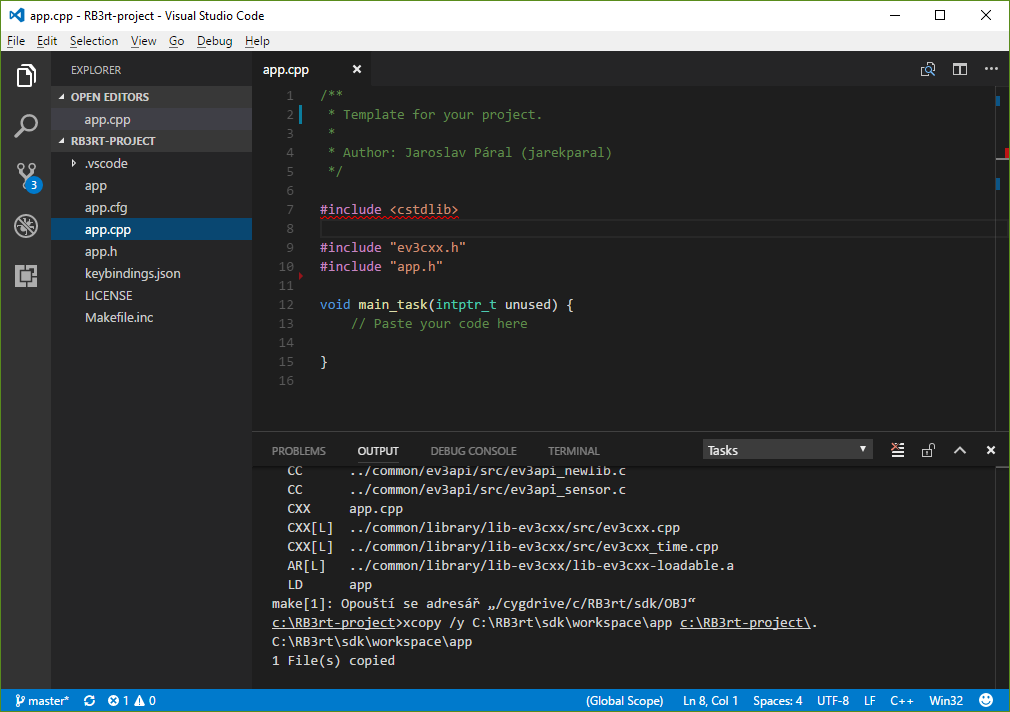 app.cpp - RB3rt-project - Visual Studio Code
File Edit Selection View Go Debug Help
EXPLORER
OPEN EDITORS
app.cpp
RB3RT-PROJECT
.vscode
app
app.cfg
app.cpp
app.h
keybindings.json
LICENSE
Makefile.inc
3
app.cpp
1 /**
2 * Template for your project.
3 *
4 * Author: Jaroslav Páral (jarekparal)
5 */
6
7 #include <cstdlib>
8
9 #include "ev3cxx.h"
10 #include "app.h"
11
12 void main_task(intptr_t unused) {
13 // Paste your code here
14
15 }
16
PROBLEMS OUTPUT DEBUG CONSOLE TERMINAL Tasks
CC ../common/ev3api/src/ev3api_newlib.c
CC ../common/ev3api/src/ev3api_sensor.c
CXX app.cpp
CXX[L] ../common/library/lib-ev3cxx/src/ev3cxx.cpp
CXX[L] ../common/library/lib-ev3cxx/src/ev3cxx_time.cpp
AR[L] ../common/library/lib-ev3cxx/lib-ev3cxx-loadable.a
LD app
make[1]: Opouští se adresář „/cygdrive/c/RB3rt/sdk/OBJ“
c:\RB3rt-project>xcopy /y C:\RB3rt\sdk\workspace\app c:\RB3rt-project\.
C:\RB3rt\sdk\workspace\app
1 File(s) copied
master* 1 0 (Global Scope) Ln 8, Col 1 Spaces: 4 UTF-8 LF C++ Win32